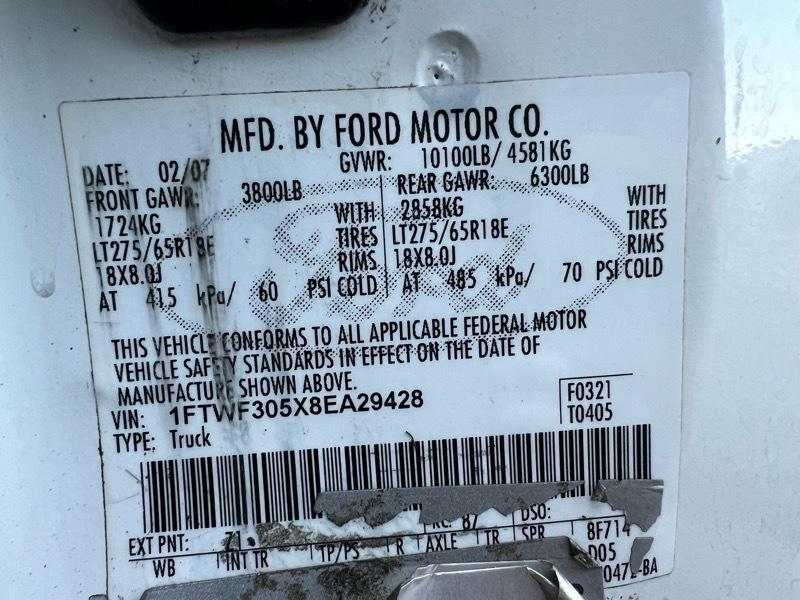 MFD. BY FORD MOTOR CO.
DATE: 02/07 GVWR: 10100LB/ 4581KG
FRONT GAWR: 3800LB REAR GAWR: 6300LB
1724KG WITH 2858KG WITH
LT275/65R18E TIRES LT275/65R18E TIRES
18X8.0J RIMS 18X8.0J RIMS
AT 415 kPa/ 60 PSI COLD AT 485 kPa/ 70 PSI COLD
Ford
THIS VEHICLE CONFORMS TO ALL APPLICABLE FEDERAL MOTOR
VEHICLE SAFETY STANDARDS IN EFFECT ON THE DATE OF
MANUFACTURE SHOWN ABOVE.
VIN: 1FTWF305X8EA29428 F0321
TYPE: Truck T0405
EXT PNT: RC: 87 DSO:
WB INT TR TP/PS R AXLE TR SPR 8F714
D05